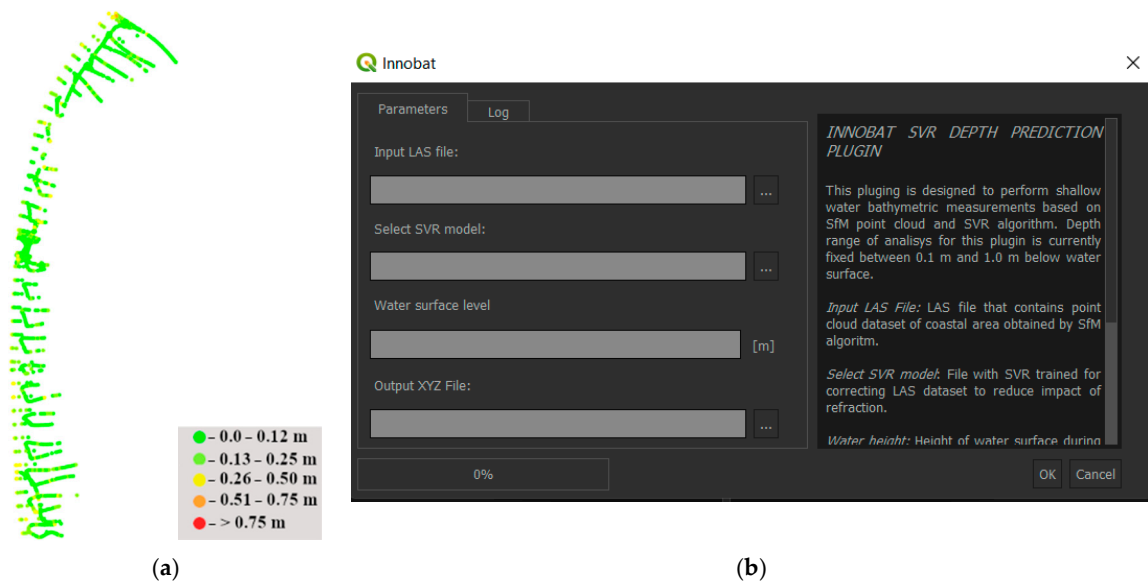 - 0.0 – 0.12 m
- 0.13 – 0.25 m
- 0.26 – 0.50 m
- 0.51 – 0.75 m
- > 0.75 m
(a)
Innobat
Parameters
Log
Input LAS file:
...
Select SVR model:
...
Water surface level
[m]
Output XYZ File:
...
0%
INNOBAT SVR DEPTH PREDICTION
PLUGIN
This pluging is designed to perform shallow
water bathymetric measurements based on
SfM point cloud and SVR algorithm. Depth
range of analisys for this plugin is currently
fixed between 0.1 m and 1.0 m below water
surface.
Input LAS File: LAS file that contains point
cloud dataset of coastal area obtained by SfM
algoritm.
Select SVR model: File with SVR trained for
correcting LAS dataset to reduce impact of
refraction.
Water height: Height of water surface during
OK
Cancel
(b)